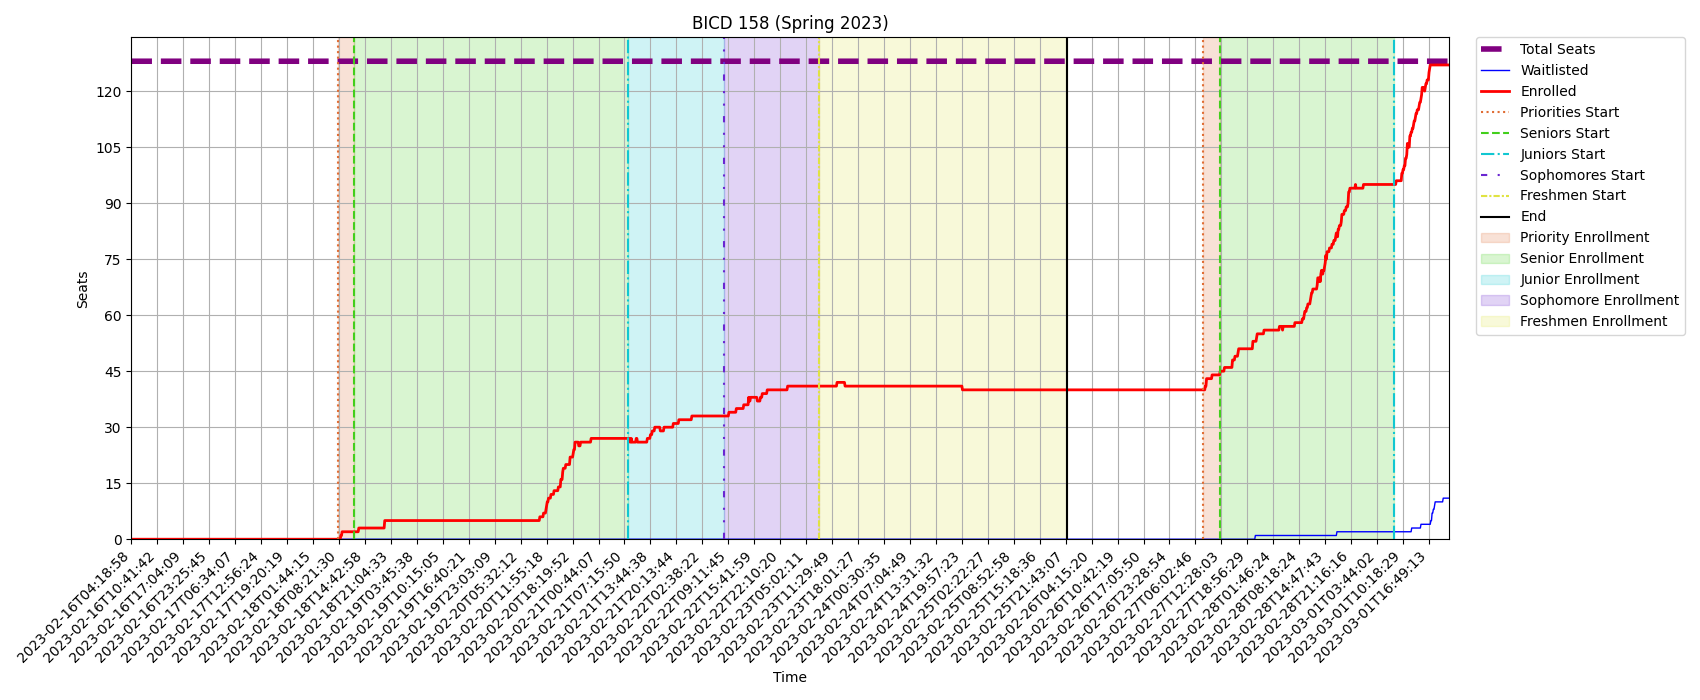 BICD 158 (Spring 2023)
Seats
120
105
90
75
60
45
30
15
0
2023-02-16T04:18:58
2023-02-16T10:41:42
2023-02-16T17:04:09
2023-02-16T23:25:45
2023-02-17T06:34:07
2023-02-17T12:56:24
2023-02-17T19:20:19
2023-02-18T01:44:15
2023-02-18T08:21:30
2023-02-18T14:42:58
2023-02-18T21:04:33
2023-02-19T03:45:38
2023-02-19T10:15:05
2023-02-19T16:40:21
2023-02-19T23:03:09
2023-02-20T05:32:12
2023-02-20T11:55:18
2023-02-20T18:19:52
2023-02-21T00:44:07
2023-02-21T07:15:50
2023-02-21T13:44:38
2023-02-21T20:13:44
2023-02-22T02:38:22
2023-02-22T09:11:45
2023-02-22T15:41:59
2023-02-22T22:10:20
2023-02-23T05:02:11
2023-02-23T11:29:49
2023-02-23T18:01:27
2023-02-24T00:30:35
2023-02-24T07:04:49
2023-02-24T13:31:32
2023-02-24T19:57:23
2023-02-25T02:22:27
2023-02-25T08:52:58
2023-02-25T15:18:36
2023-02-25T21:43:07
2023-02-26T04:15:20
2023-02-26T10:42:19
2023-02-26T17:05:50
2023-02-26T23:28:54
2023-02-27T06:02:46
2023-02-27T12:28:03
2023-02-27T18:56:29
2023-02-28T01:46:24
2023-02-28T08:18:24
2023-02-28T14:47:43
2023-02-28T21:16:16
2023-03-01T03:44:02
2023-03-01T10:18:29
2023-03-01T16:49:13
Time
Total Seats
Waitlisted
Enrolled
Priorities Start
Seniors Start
Juniors Start
Sophomores Start
Freshmen Start
End
Priority Enrollment
Senior Enrollment
Junior Enrollment
Sophomore Enrollment
Freshmen Enrollment